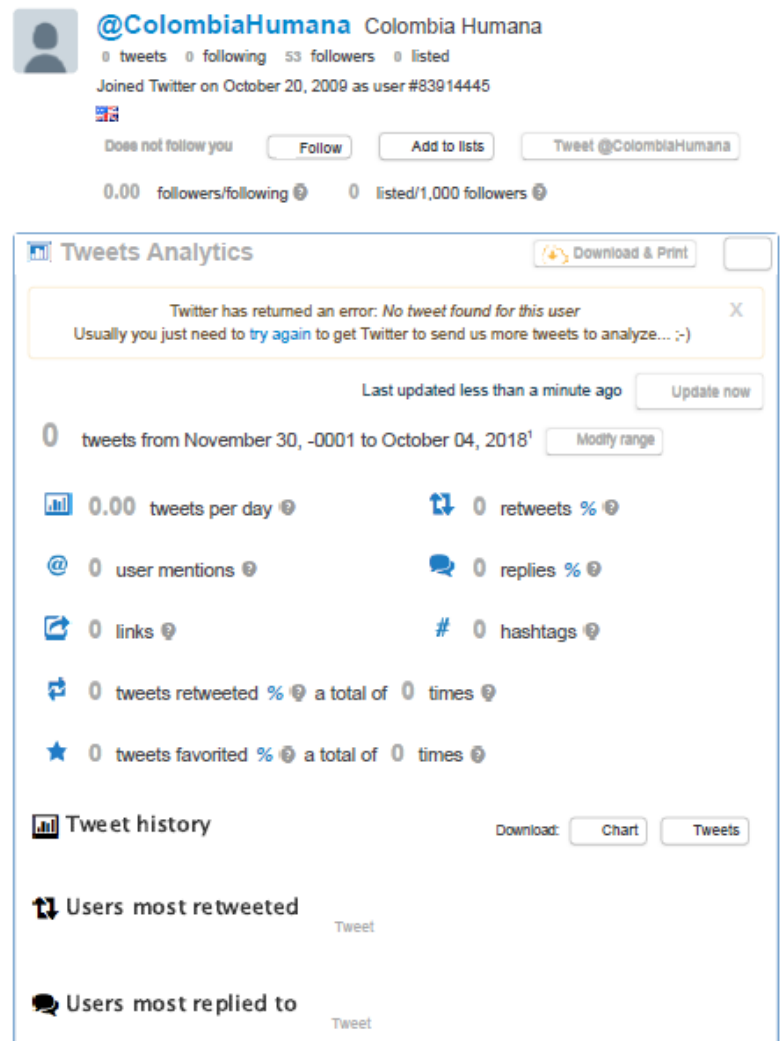 @ColombiaHumana Colombia Humana
0 tweets 0 following 53 followers 0 listed
Joined Twitter on October 20, 2009 as user #83914445
Does not follow you Follow Add to lists Tweet @ColombiaHumana
0.00 followers/following ? 0 listed/1,000 followers ?
Tweets Analytics Download & Print
Twitter has returned an error: No tweet found for this user X
Usually you just need to try again to get Twitter to send us more tweets to analyze... ;-)
Last updated less than a minute ago Update now
0 tweets from November 30, -0001 to October 04, 2018¹ Modify range
0.00 tweets per day ? 0 retweets % ?
@ 0 user mentions ? 0 replies % ?
0 links ? # 0 hashtags ?
0 tweets retweeted % ? a total of 0 times ?
0 tweets favorited % ? a total of 0 times ?
Tweet history Download: Chart Tweets
Users most retweeted
Tweet
Users most replied to
Tweet